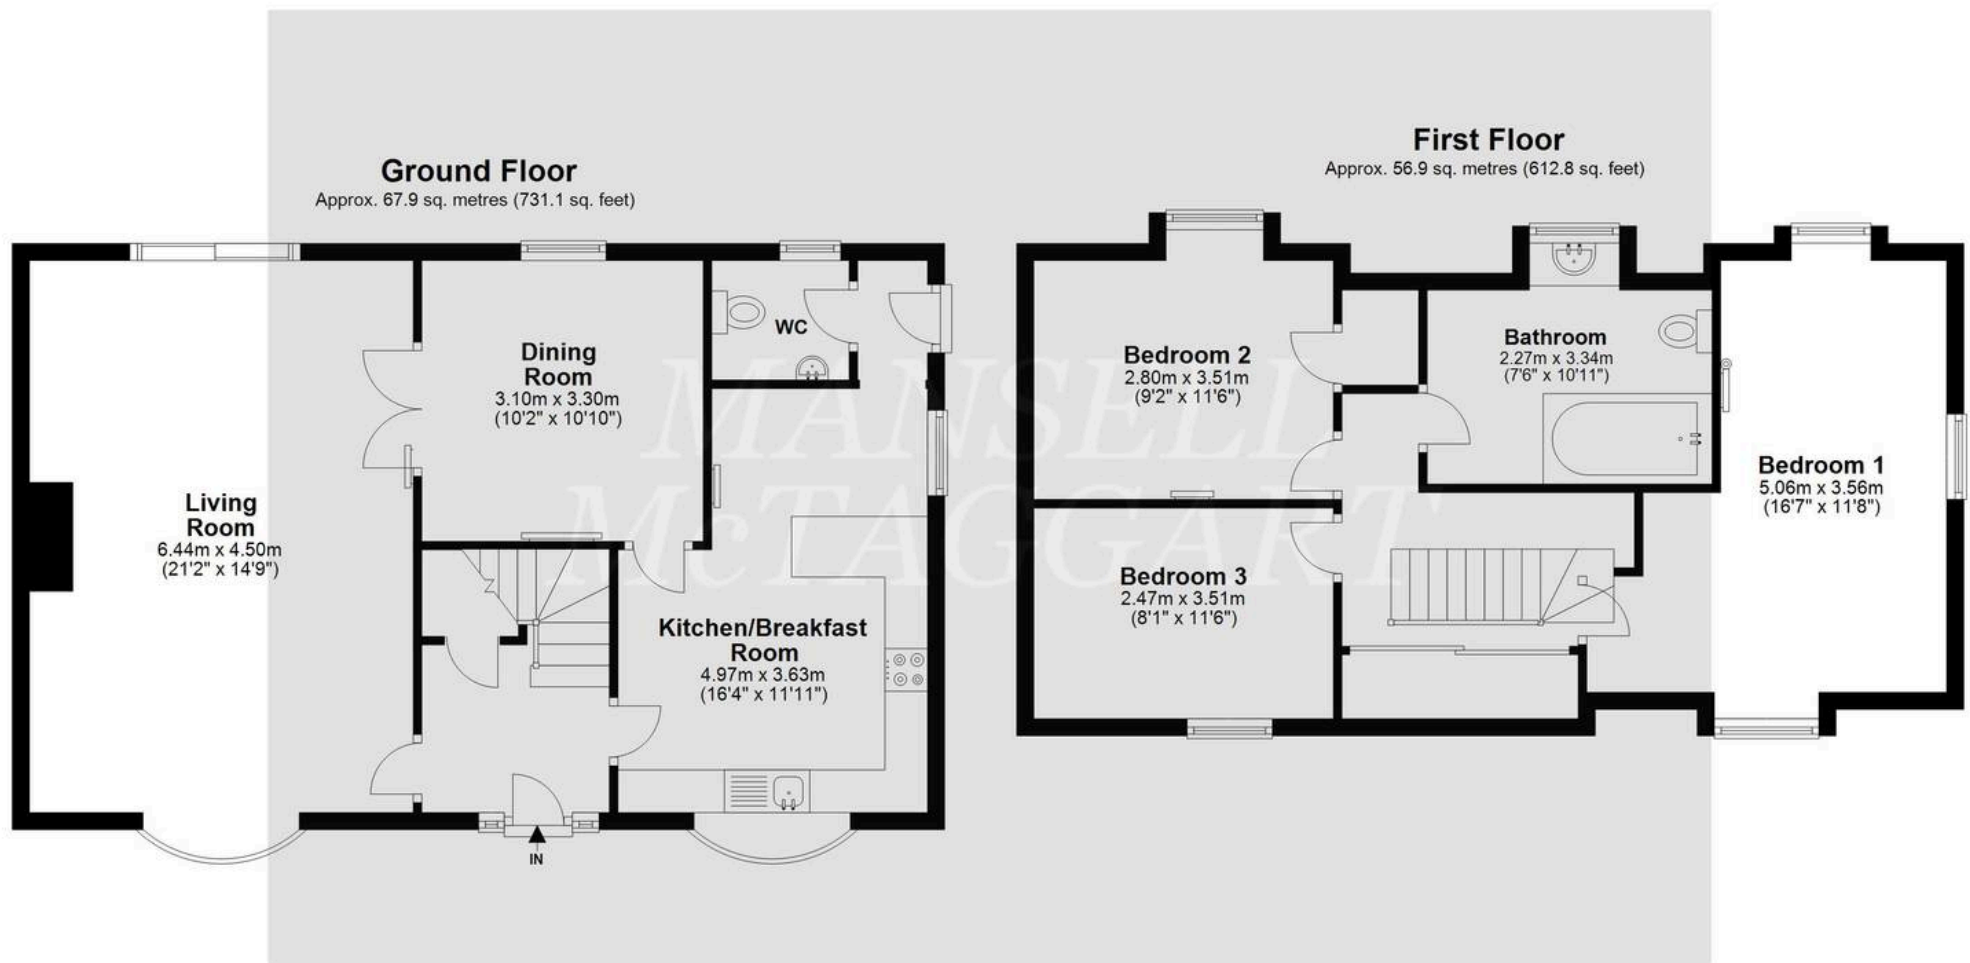 Ground Floor
Approx. 67.9 sq. metres (731.1 sq. feet)
First Floor
Approx. 56.9 sq. metres (612.8 sq. feet)
Living
Room
6.44m x 4.50m
(21'2" x 14'9")
Dining
Room
3.10m x 3.30m
(10'2" x 10'10")
WC
Kitchen/Breakfast
Room
4.97m x 3.63m
(16'4" x 11'11")
IN
Bedroom 2
2.80m x 3.51m
(9'2" x 11'6")
Bedroom 3
2.47m x 3.51m
(8'1" x 11'6")
Bathroom
2.27m x 3.34m
(7'6" x 10'11")
Bedroom 1
5.06m x 3.56m
(16'7" x 11'8")
MANSELL
McTAGGART